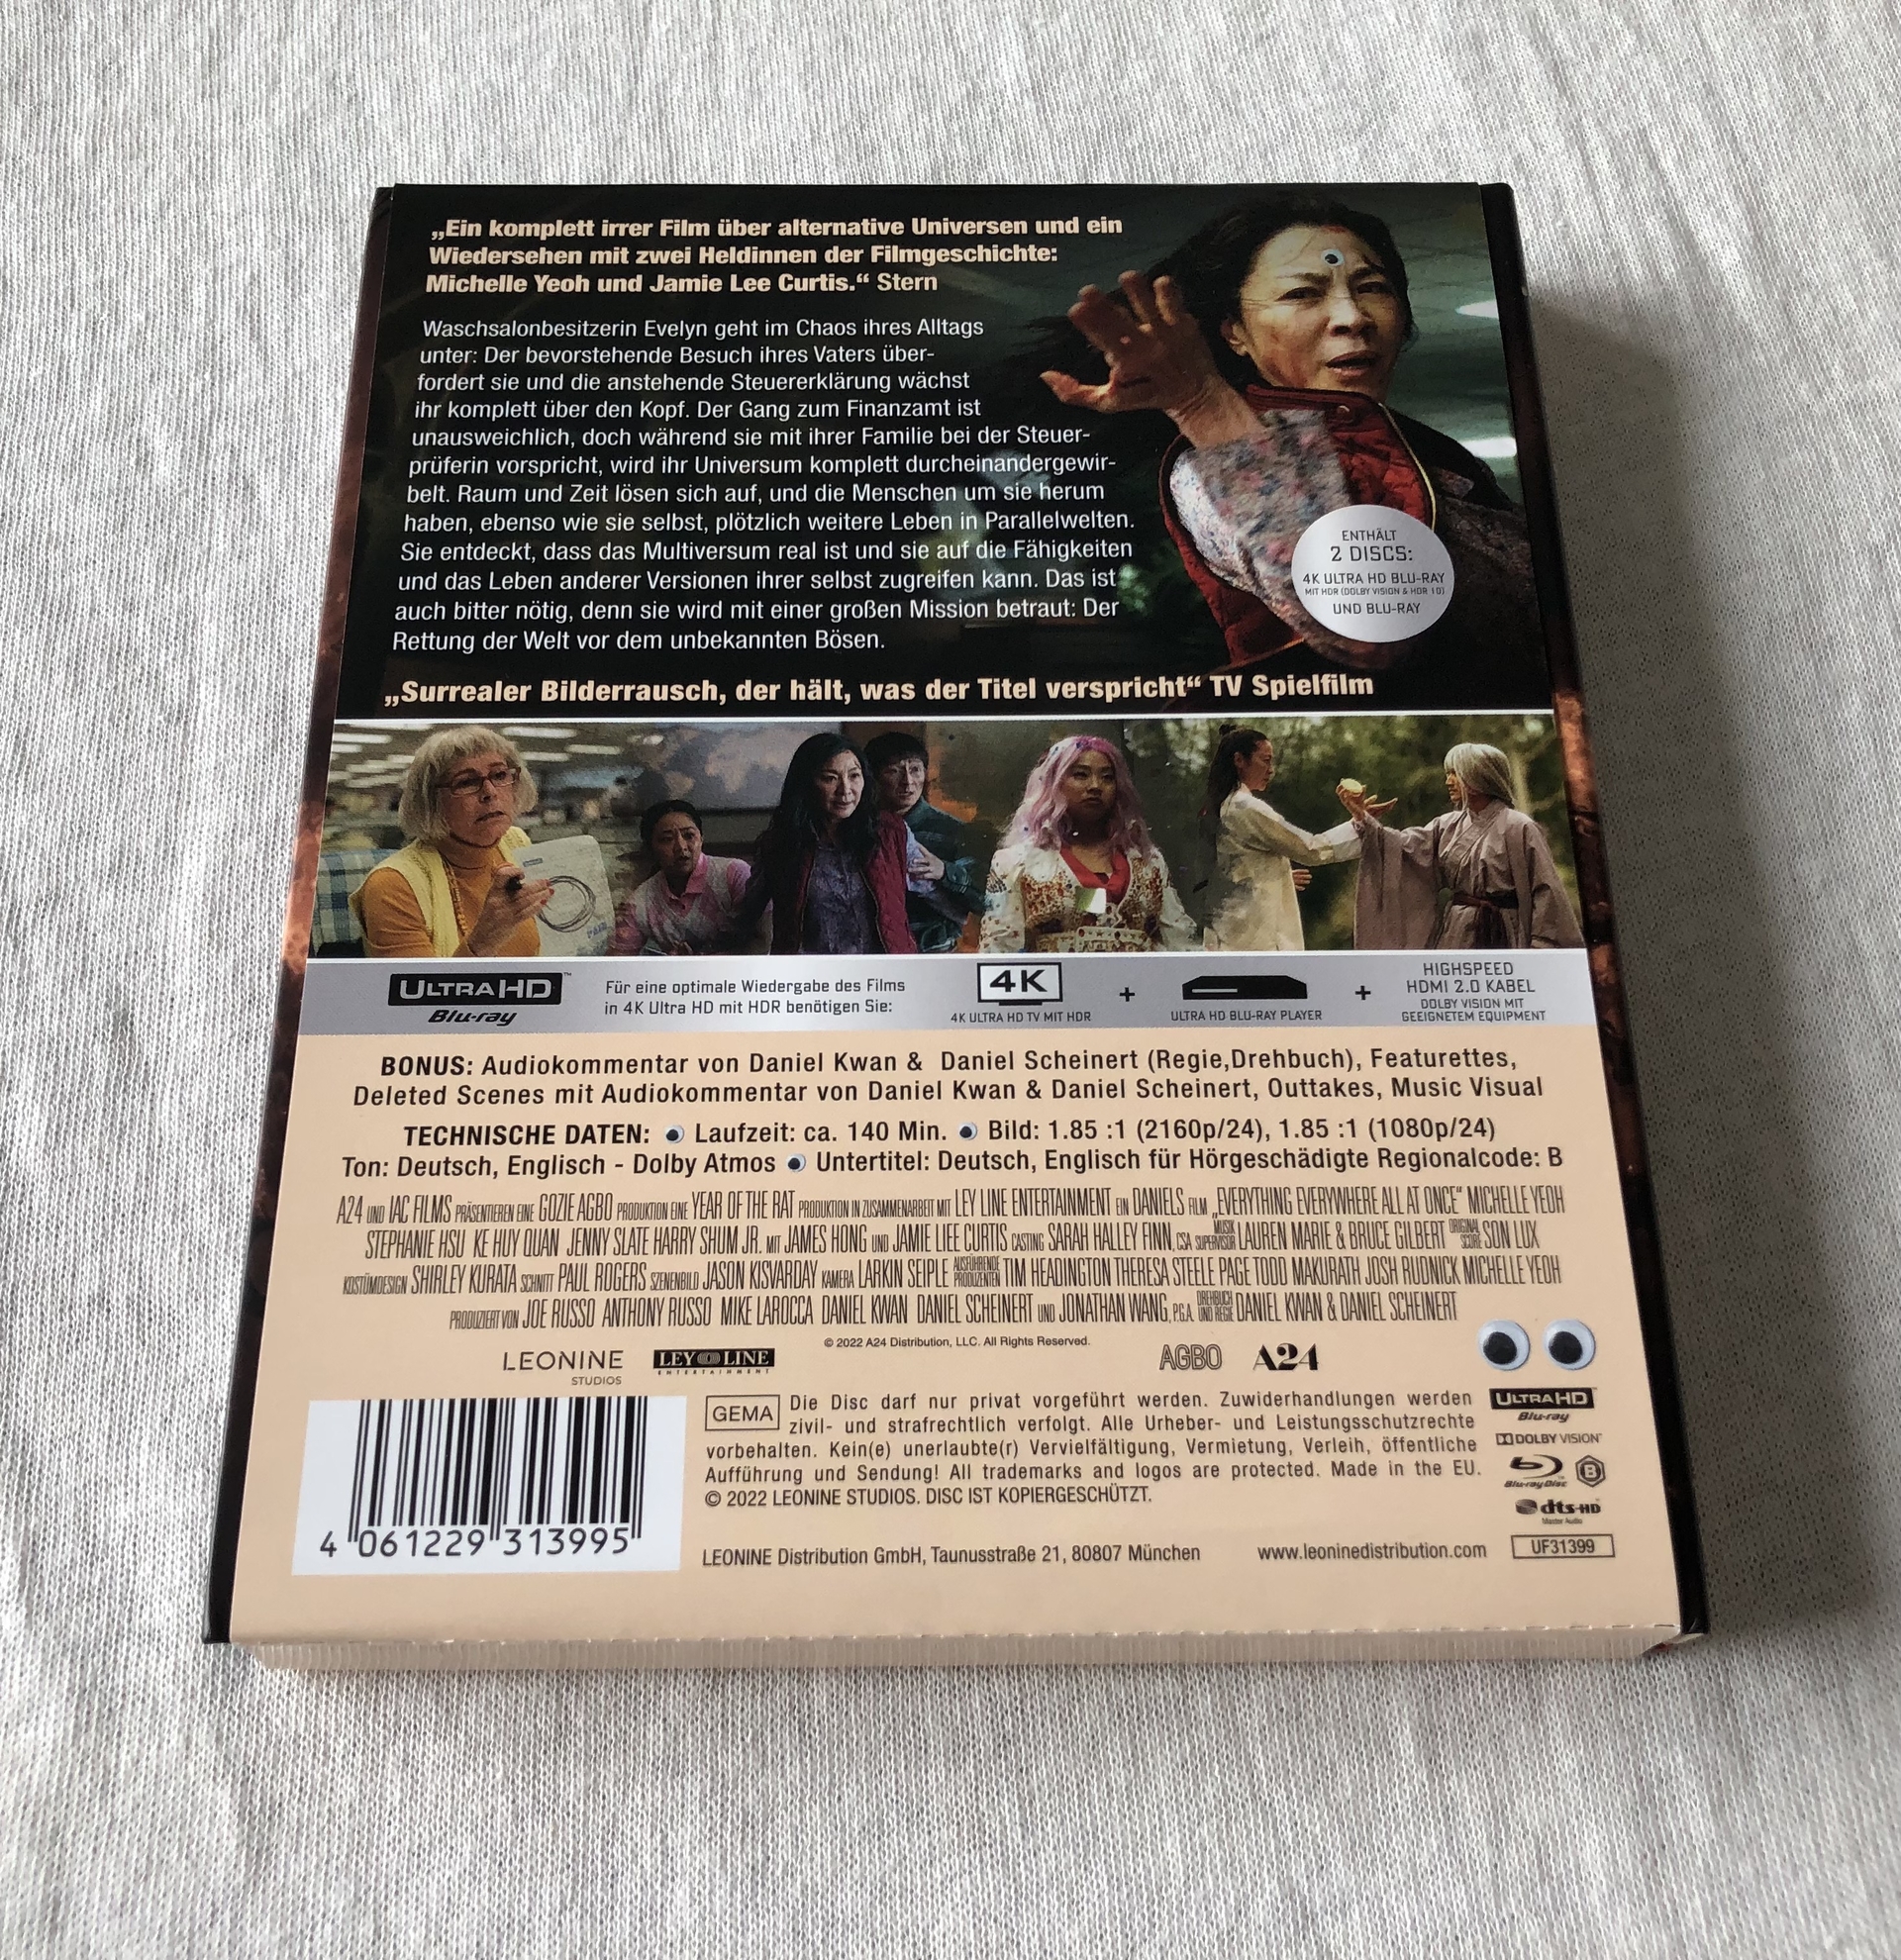 „Ein komplett irrer Film über alternative Universen und ein
Wiedersehen mit zwei Heldinnen der Filmgeschichte:
Michelle Yeoh und Jamie Lee Curtis.“ Stern
Waschsalonbesitzerin Evelyn geht im Chaos ihres Alltags
unter: Der bevorstehende Besuch ihres Vaters über-
fordert sie und die anstehende Steuererklärung wächst
ihr komplett über den Kopf. Der Gang zum Finanzamt ist
unausweichlich, doch während sie mit ihrer Familie bei der Steuer-
prüferin vorspricht, wird ihr Universum komplett durcheinandergewir-
belt. Raum und Zeit lösen sich auf, und die Menschen um sie herum
haben, ebenso wie sie selbst, plötzlich weitere Leben in Parallelwelten.
Sie entdeckt, dass das Multiversum real ist und sie auf die Fähigkeiten
und das Leben anderer Versionen ihrer selbst zugreifen kann. Das ist
auch bitter nötig, denn sie wird mit einer großen Mission betraut: Der
Rettung der Welt vor dem unbekannten Bösen.
ENTHÄLT
2 DISCS:
4K ULTRA HD BLU-RAY
MIT HDR (DOLBY VISION & HDR 10)
UND BLU-RAY
„Surrealer Bilderrausch, der hält, was der Titel verspricht“ TV Spielfilm
ULTRA HD™
Blu-ray
Für eine optimale Wiedergabe des Films
in 4K Ultra HD mit HDR benötigen Sie:
4K
4K ULTRA HD TV MIT HDR
+
ULTRA HD BLU-RAY PLAYER
+
HIGHSPEED
HDMI 2.0 KABEL
DOLBY VISION MIT
GEEIGNETEM EQUIPMENT
BONUS: Audiokommentar von Daniel Kwan & Daniel Scheinert (Regie,Drehbuch), Featurettes,
Deleted Scenes mit Audiokommentar von Daniel Kwan & Daniel Scheinert, Outtakes, Music Visual
TECHNISCHE DATEN: Laufzeit: ca. 140 Min. Bild: 1.85 :1 (2160p/24), 1.85 :1 (1080p/24)
Ton: Deutsch, Englisch - Dolby Atmos Untertitel: Deutsch, Englisch für Hörgeschädigte Regionalcode: B
A24 UND IAC FILMS PRÄSENTIEREN EINE GOZIE AGBO PRODUKTION EINE YEAR OF THE RAT PRODUKTION IN ZUSAMMENARBEIT MIT LEY LINE ENTERTAINMENT EIN DANIELS FILM „EVERYTHING EVERYWHERE ALL AT ONCE“ MICHELLE YEOH
STEPHANIE HSU KE HUY QUAN JENNY SLATE HARRY SHUM JR. MIT JAMES HONG UND JAMIE LIEE CURTIS CASTING SARAH HALLEY FINN, CSA MUSIK SUPERVISOR LAUREN MARIE & BRUCE GILBERT ORIGINAL SCORE SON LUX
KOSTÜMDESIGN SHIRLEY KURATA SCHNITT PAUL ROGERS SZENENBILD JASON KISVARDAY KAMERA LARKIN SEIPLE AUSFÜHRENDE PRODUZENTEN TIM HEADINGTON THERESA STEELE PAGE TODD MAKURATH JOSH RUDNICK MICHELLE YEOH
PRODUZIERT VON JOE RUSSO ANTHONY RUSSO MIKE LAROCCA DANIEL KWAN DANIEL SCHEINERT UND JONATHAN WANG, P.G.A. DREHBUCH UND REGIE DANIEL KWAN & DANIEL SCHEINERT
© 2022 A24 Distribution, LLC. All Rights Reserved.
LEONINE
STUDIOS
LEY LINE
ENTERTAINMENT
AGBO
A24
GEMA
Die Disc darf nur privat vorgeführt werden. Zuwiderhandlungen werden
zivil- und strafrechtlich verfolgt. Alle Urheber- und Leistungsschutzrechte
vorbehalten. Kein(e) unerlaubte(r) Vervielfältigung, Vermietung, Verleih, öffentliche
Aufführung und Sendung! All trademarks and logos are protected. Made in the EU.
© 2022 LEONINE STUDIOS. DISC IST KOPIERGESCHÜTZT.
ULTRA HD
Blu-ray
DOLBY VISION
Blu-ray Disc
B
dts-HD
Master Audio
4 061229 313995
LEONINE Distribution GmbH, Taunusstraße 21, 80807 München
www.leoninedistribution.com
UF31399